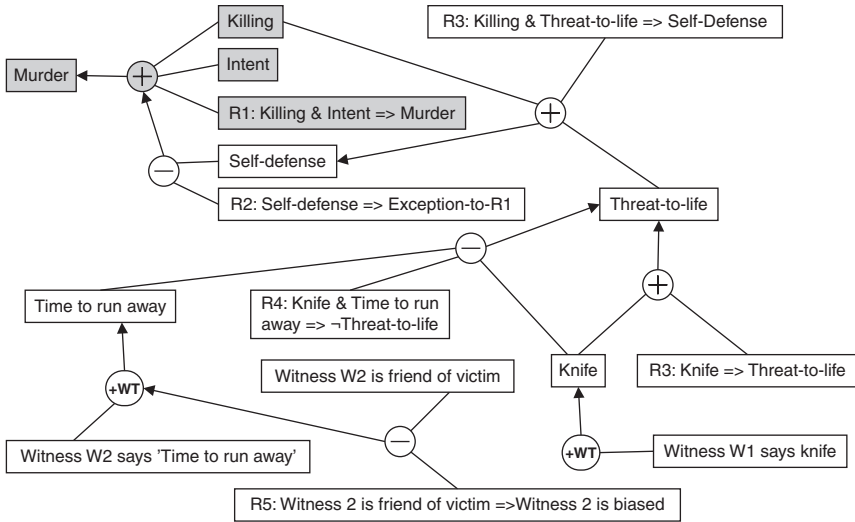 Killing
R3: Killing & Threat-to-life => Self-Defense
Murder
+
Intent
R1: Killing & Intent => Murder
+
Self-defense
−
R2: Self-defense => Exception-to-R1
Threat-to-life
−
Time to run away
R4: Knife & Time to run
away => ¬Threat-to-life
+
Knife
R3: Knife => Threat-to-life
+WT
Witness W2 is friend of victim
Witness W2 says 'Time to run away'
−
+WT
Witness W1 says knife
R5: Witness 2 is friend of victim =>Witness 2 is biased